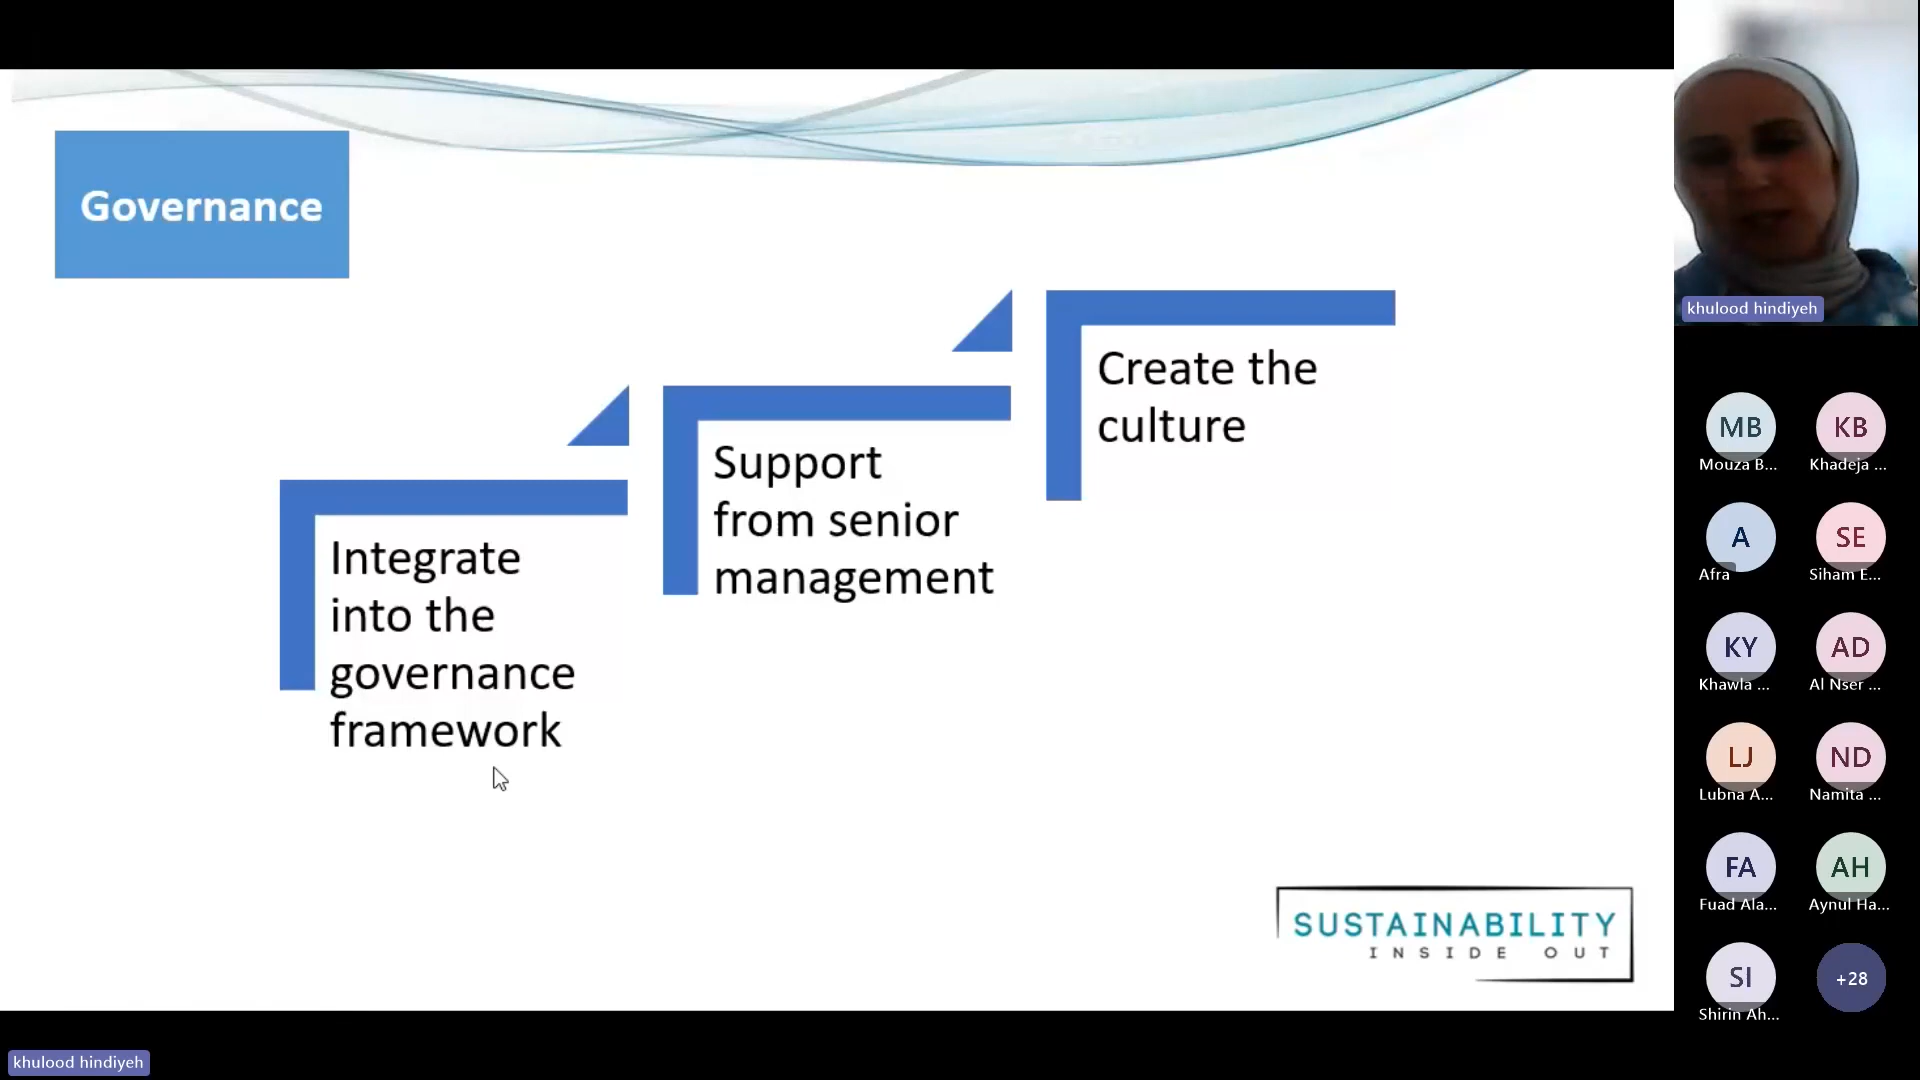 Governance
Integrate
into the
governance
framework
Support
from senior
management
Create the
culture
SUSTAINABILITY
INSIDE OUT
khulood hindiyeh
khulood hindiyeh
MB
Mouza B...
KB
Khadeja ...
A
Afra
SE
Siham E...
KY
Khawla ...
AD
Al Nser ...
LJ
Lubna A...
ND
Namita ...
FA
Fuad Ala...
AH
Aynul Ha...
SI
Shirin Ah...
+28